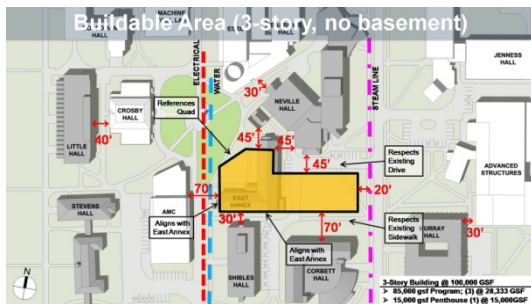 Buildable Area (3-story, no basement)
MACHINE
JENNESS
HALL
ELECTRICAL
WATER
STEAM LINE
References
Quad
CROSBY
HALL
NEVILLE
HALL
30'
LITTLE
HALL
40'
45'
45'
45'
Respects
Existing
Drive
ADVANCED
STRUCTURES
70'
20'
STEVENS
HALL
AMC
EAST
ANNEX
Aligns with
East Annex
30'
Aligns with
East Annex
70'
Respects
Existing
Sidewalk
MURRAY
HALL
30'
SHIBLES
HALL
CORBETT
HALL
N
3-Story Building @ 100,000 GSF
> 85,000 gsf Program; (3) @ 28,333 GSF
> 15,000 gsf Penthouse (1) @ 15,000 GSF